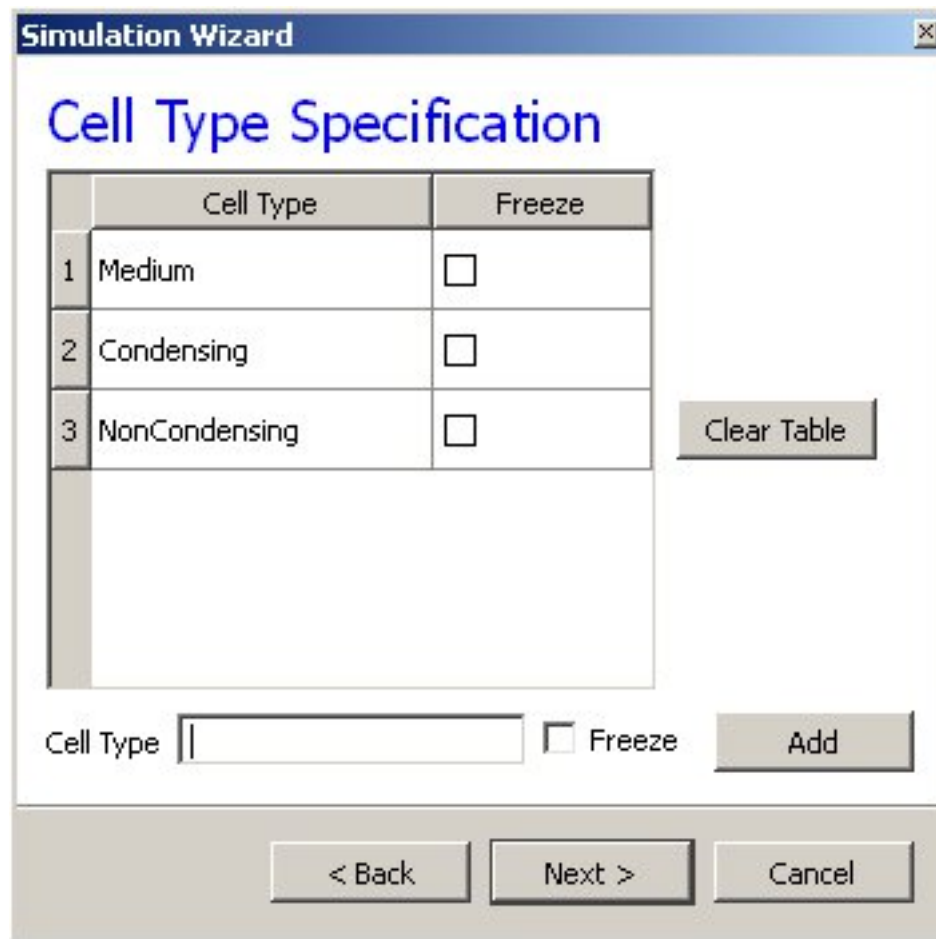 Simulation Wizard
Cell Type Specification
Cell Type Freeze
1 Medium
2 Condensing
3 NonCondensing
Clear Table
Cell Type Freeze Add
< Back Next > Cancel